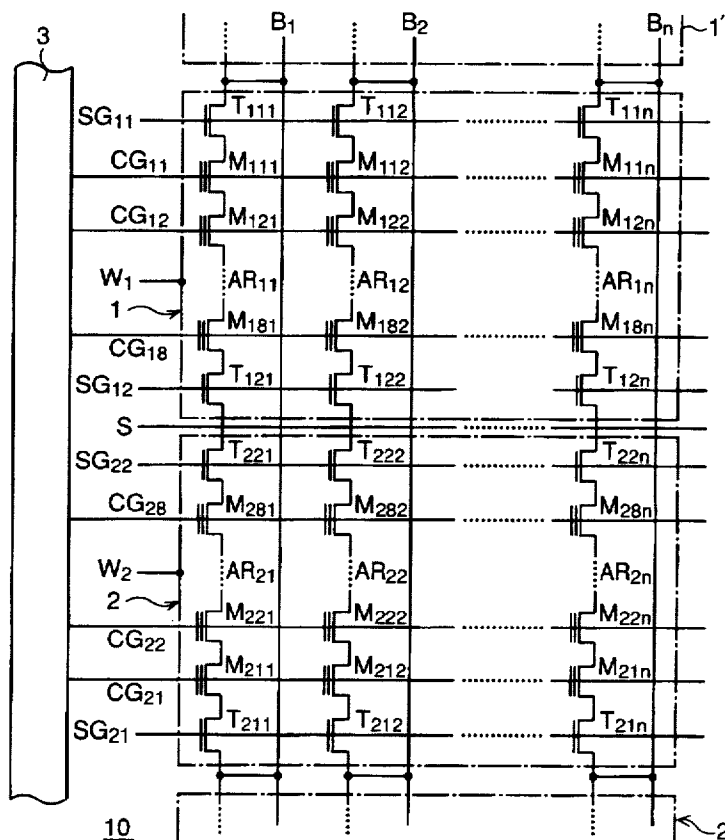 3 B1 B2 Bn 1'
SG11 T111 T112 T11n
CG11 M111 M112 M11n
CG12 M121 M122 M12n
W1 AR11 AR12 AR1n
1
CG18 M181 M182 M18n
SG12 T121 T122 T12n
S
SG22 T221 T222 T22n
CG28 M281 M282 M28n
W2 AR21 AR22 AR2n
2
CG22 M221 M222 M22n
CG21 M211 M212 M21n
SG21 T211 T212 T21n
10 2'